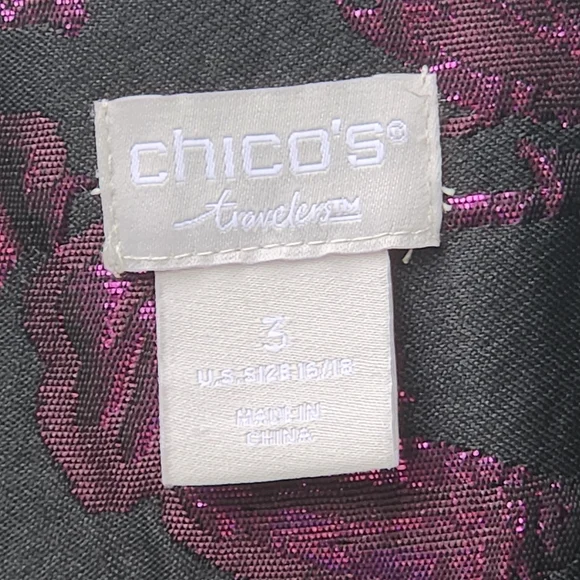 chico's®
travelers™
3
U.S. SIZE:16/18
MADE IN
CHINA